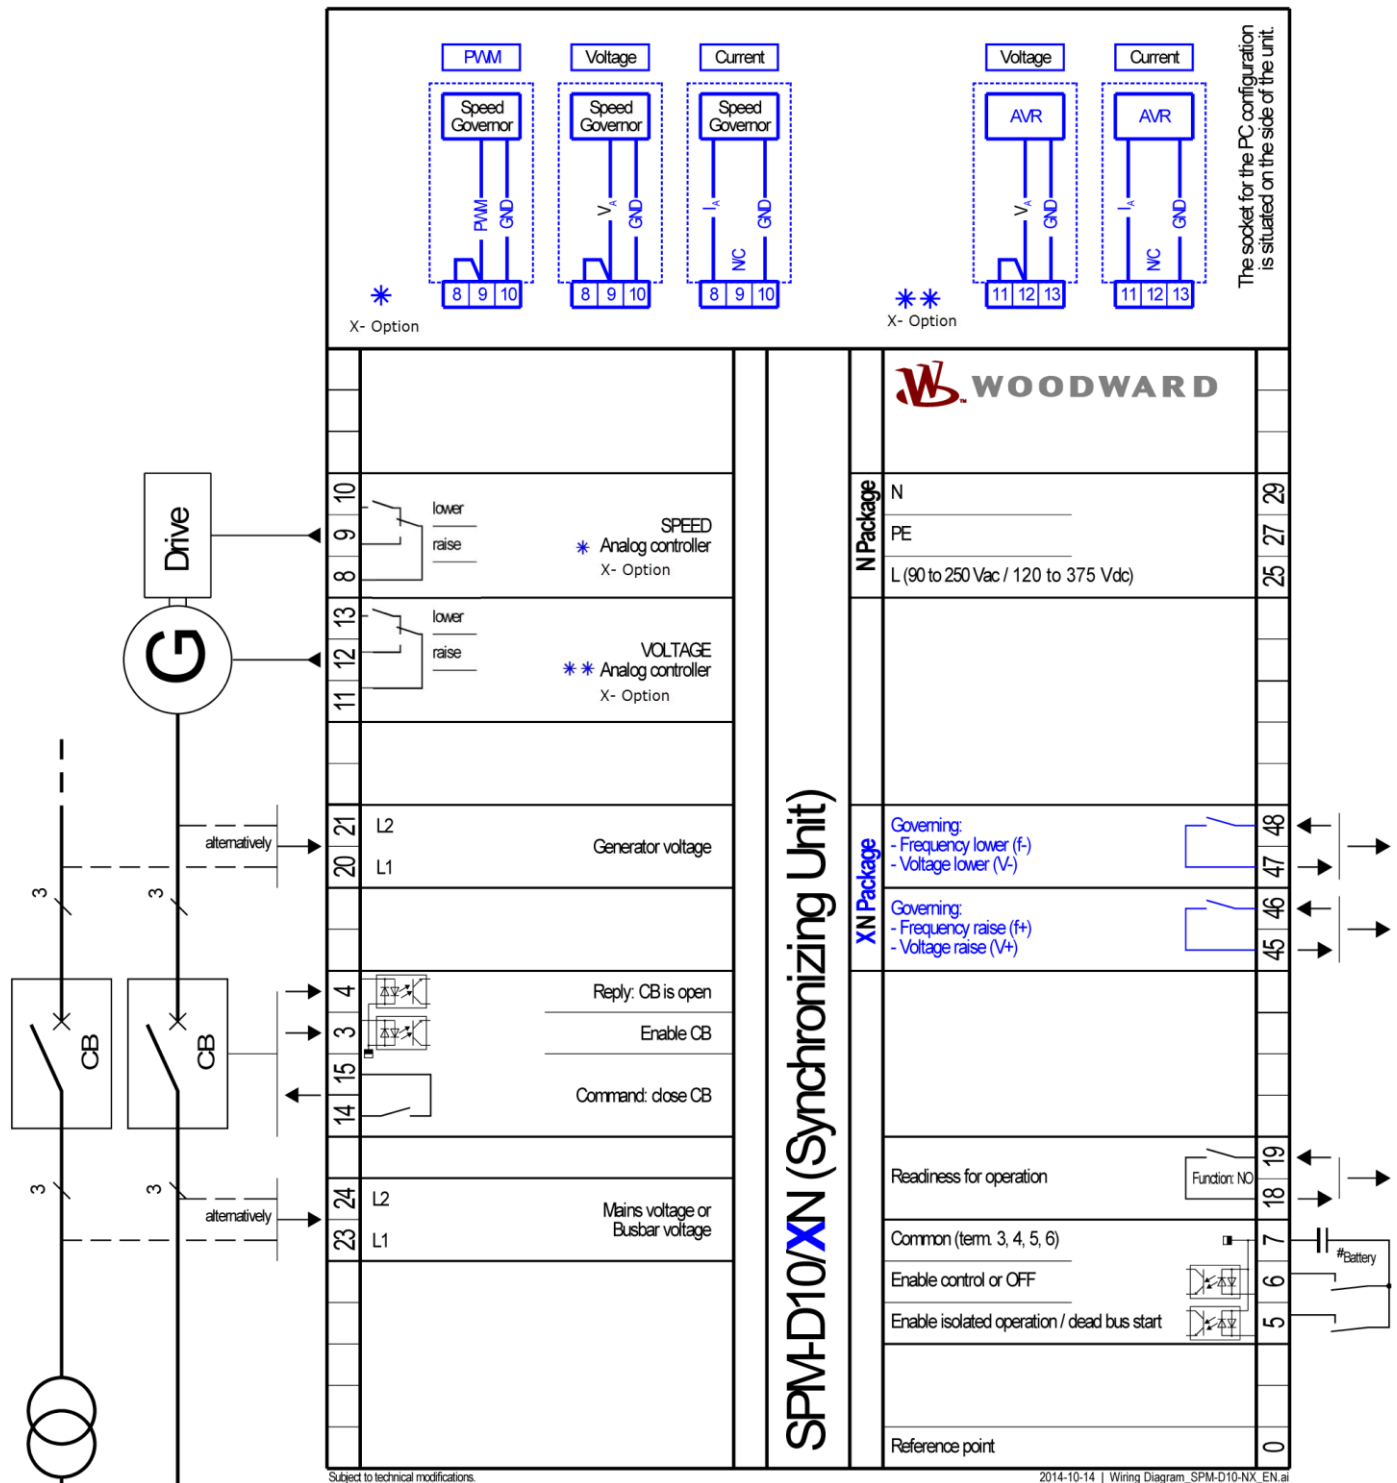 PWM
Voltage
Current
Voltage
Current
Speed
Governor
Speed
Governor
Speed
Governor
AVR
AVR
PWM
GND
VA
GND
IA
N/C
GND
VA
GND
IA
N/C
GND
8 9 10
8 9 10
8 9 10
11 12 13
11 12 13
*
X- Option
**
X- Option
The socket for the PC configuration
is situated on the side of the unit.
WOODWARD
Drive
G
10
9
8
lower
raise
SPEED
* Analog controller
X- Option
13
12
11
lower
raise
VOLTAGE
** Analog controller
X- Option
alternatively
21
L2
20
L1
Generator voltage
3
3
CB
CB
4
Reply: CB is open
3
Enable CB
15
14
Command: close CB
3
3
alternatively
24
L2
23
L1
Mains voltage or
Busbar voltage
SPM-D10/XN (Synchronizing Unit)
N Package
N
29
PE
27
L (90 to 250 Vac / 120 to 375 Vdc)
25
XN Package
Governing:
- Frequency lower (f-)
- Voltage lower (V-)
48
47
Governing:
- Frequency raise (f+)
- Voltage raise (V+)
46
45
Readiness for operation
Function: NO
19
18
Common (term. 3, 4, 5, 6)
7
#Battery
Enable control or OFF
6
Enable isolated operation / dead bus start
5
Reference point
0
Subject to technical modifications.
2014-10-14 | Wiring Diagram_SPM-D10-NX_EN.ai